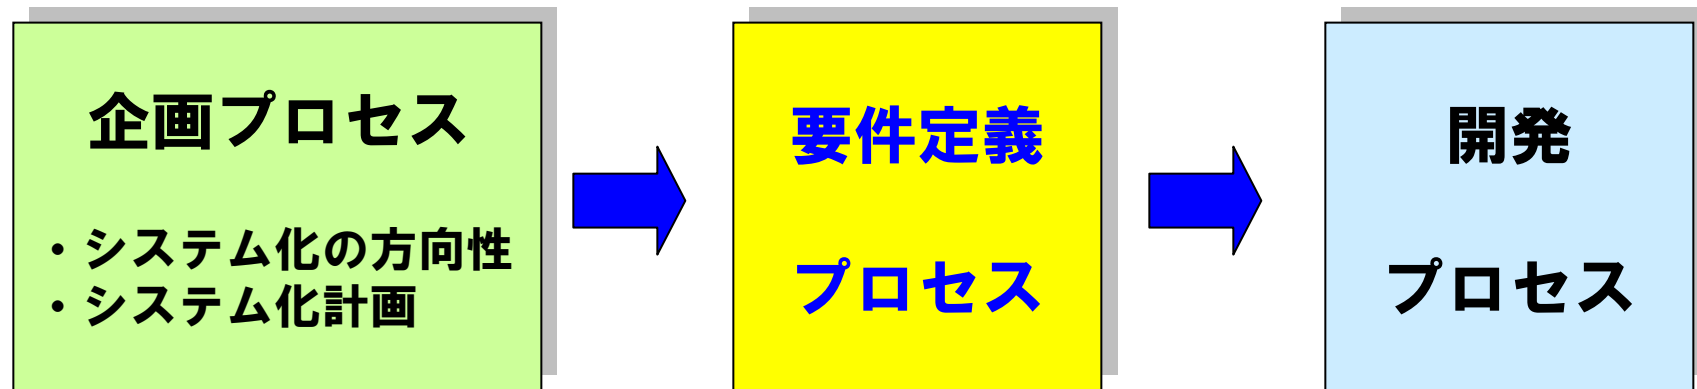 企画プロセス
・システム化の方向性
・システム化計画
要件定義
プロセス
開発
プロセス